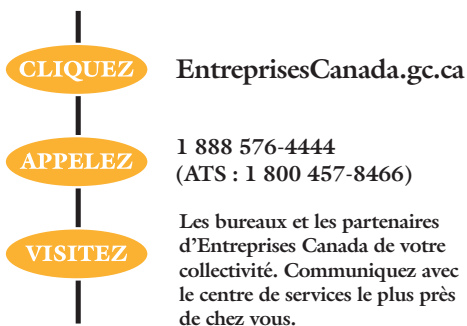 CLIQUEZ
EntreprisesCanada.gc.ca
APPELEZ
1 888 576-4444
(ATS : 1 800 457-8466)
VISITEZ
Les bureaux et les partenaires
d’Entreprises Canada de votre
collectivité. Communiquez avec
le centre de services le plus près
de chez vous.